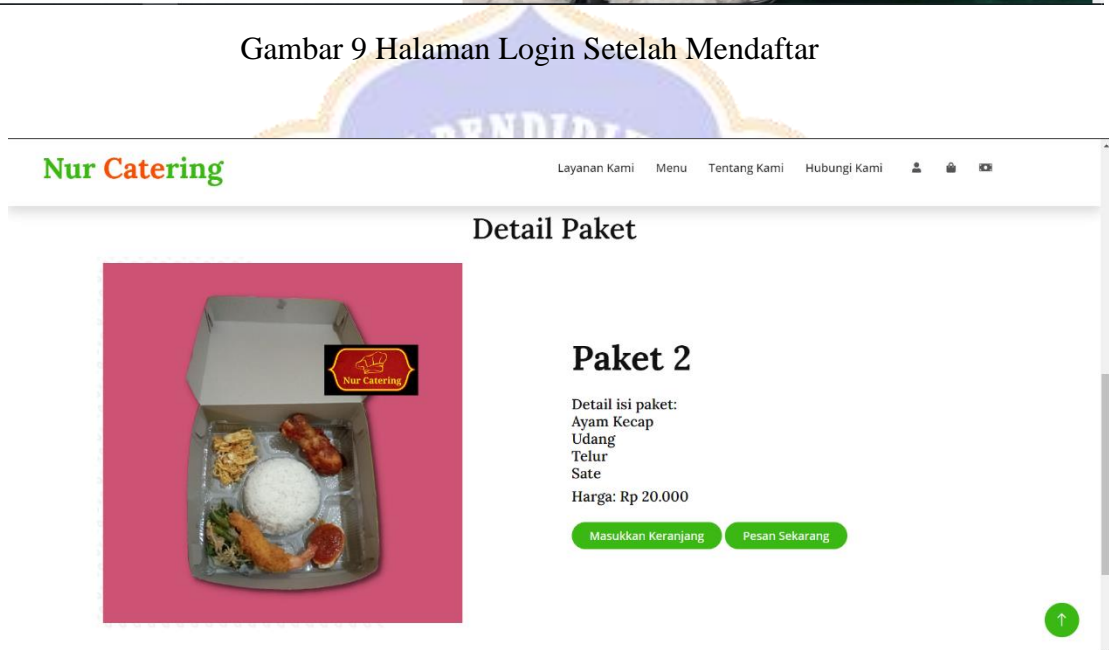 Gambar 9 Halaman Login Setelah Mendaftar
PENDIDI
Nur Catering
Layanan Kami Menu Tentang Kami Hubungi Kami
Detail Paket
Nur Catering
Paket 2
Detail isi paket:
Ayam Kecap
Udang
Telur
Sate
Harga: Rp 20.000
Masukkan Keranjang Pesan Sekarang